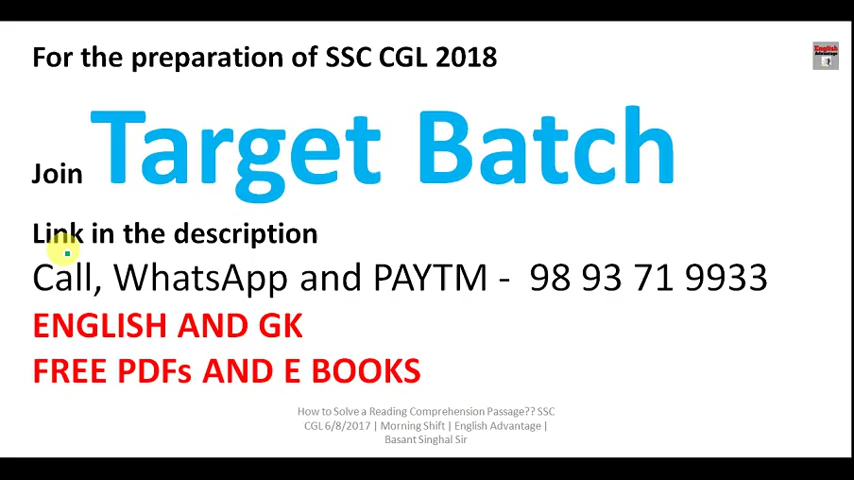 For the preparation of SSC CGL 2018
English
Advantage
Join Target Batch
Link in the description
Call, WhatsApp and PAYTM - 98 93 71 9933
ENGLISH AND GK
FREE PDFs AND E BOOKS
How to Solve a Reading Comprehension Passage?? SSC
CGL 6/8/2017 | Morning Shift | English Advantage |
Basant Singhal Sir